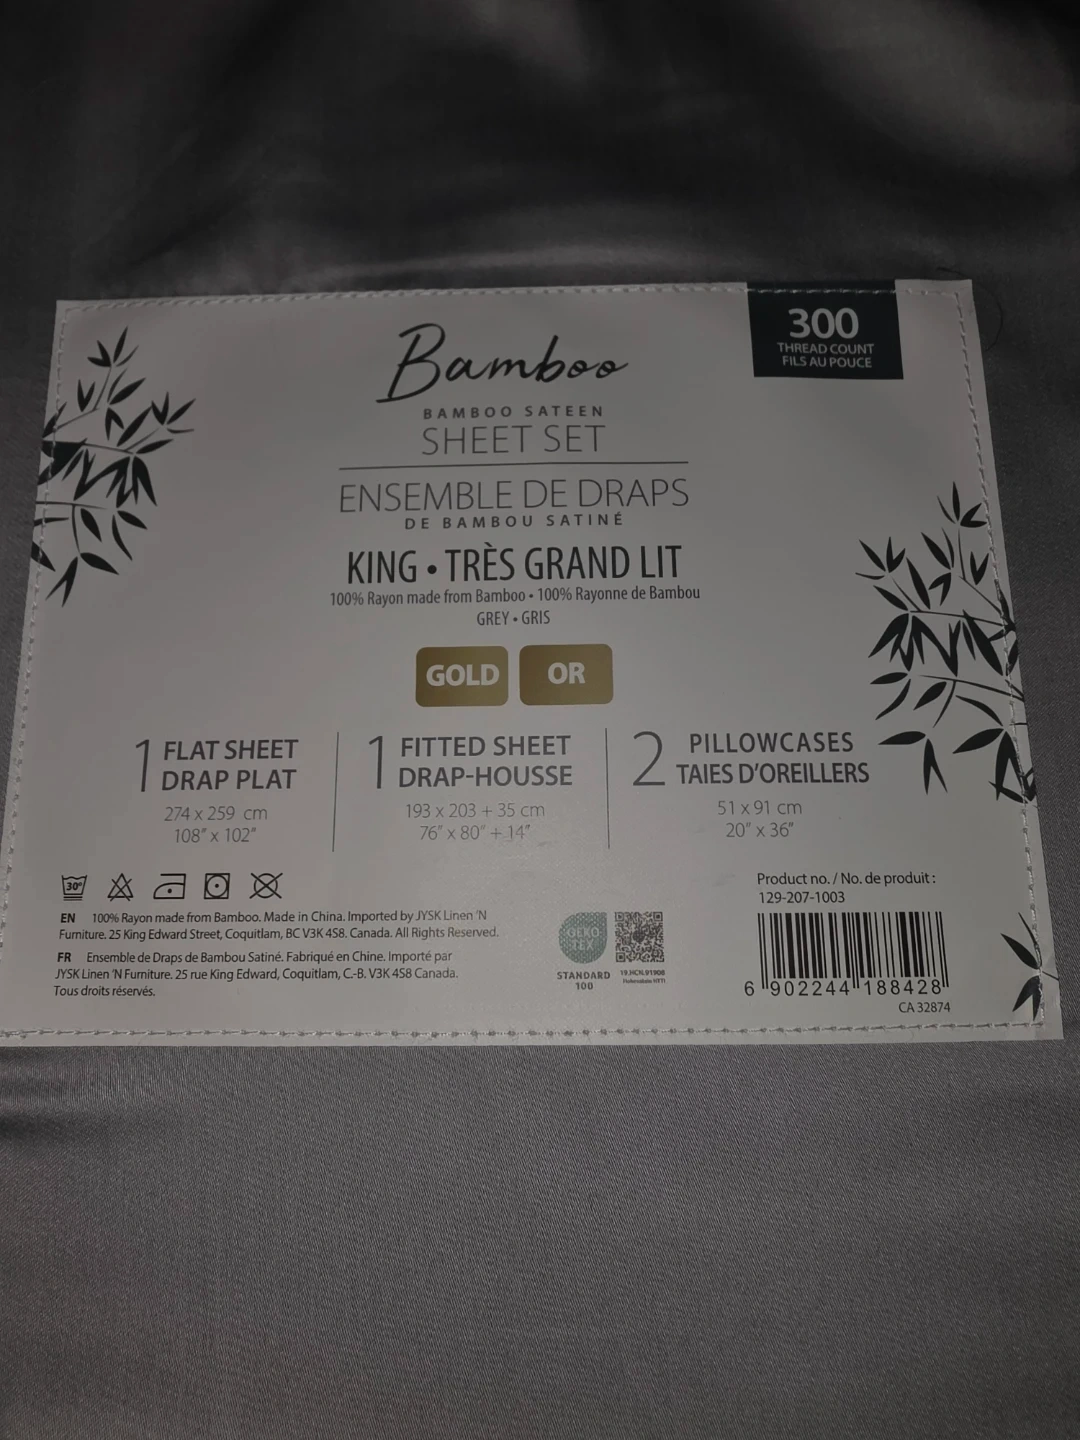 300
THREAD COUNT
FILS AU POUCE
Bamboo
BAMBOO SATEEN
SHEET SET
ENSEMBLE DE DRAPS
DE BAMBOU SATINÉ
KING • TRÈS GRAND LIT
100% Rayon made from Bamboo • 100% Rayonne de Bambou
GREY • GRIS
GOLD
OR
1 FLAT SHEET
DRAP PLAT
274 x 259 cm
108” x 102”
1 FITTED SHEET
DRAP-HOUSSE
193 x 203 + 35 cm
76” x 80” + 14”
2 PILLOWCASES
TAIES D’OREILLERS
51 x 91 cm
20” x 36”
30°
EN 100% Rayon made from Bamboo. Made in China. Imported by JYSK Linen ’N
Furniture. 25 King Edward Street, Coquitlam, BC V3K 4S8. Canada. All Rights Reserved.
FR Ensemble de Draps de Bambou Satiné. Fabriqué en Chine. Importé par
JYSK Linen ’N Furniture. 25 rue King Edward, Coquitlam, C.-B. V3K 4S8 Canada.
Tous droits réservés.
OEKO
TEX
STANDARD
100
19.HCN.91908
Hohenstein HTTI
Product no. / No. de produit :
129-207-1003
6 902244 188428
CA 32874